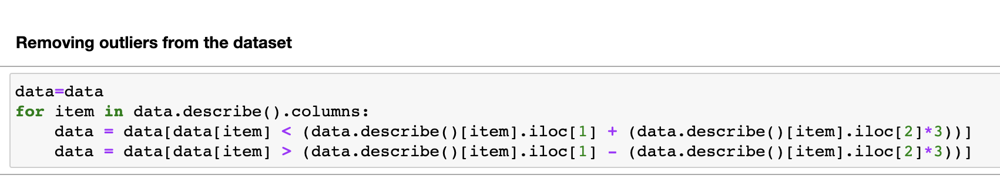 Removing outliers from the dataset
data=data
for item in data.describe().columns:
    data = data[data[item] < (data.describe()[item].iloc[1] + (data.describe()[item].iloc[2]*3))]
    data = data[data[item] > (data.describe()[item].iloc[1] - (data.describe()[item].iloc[2]*3))]